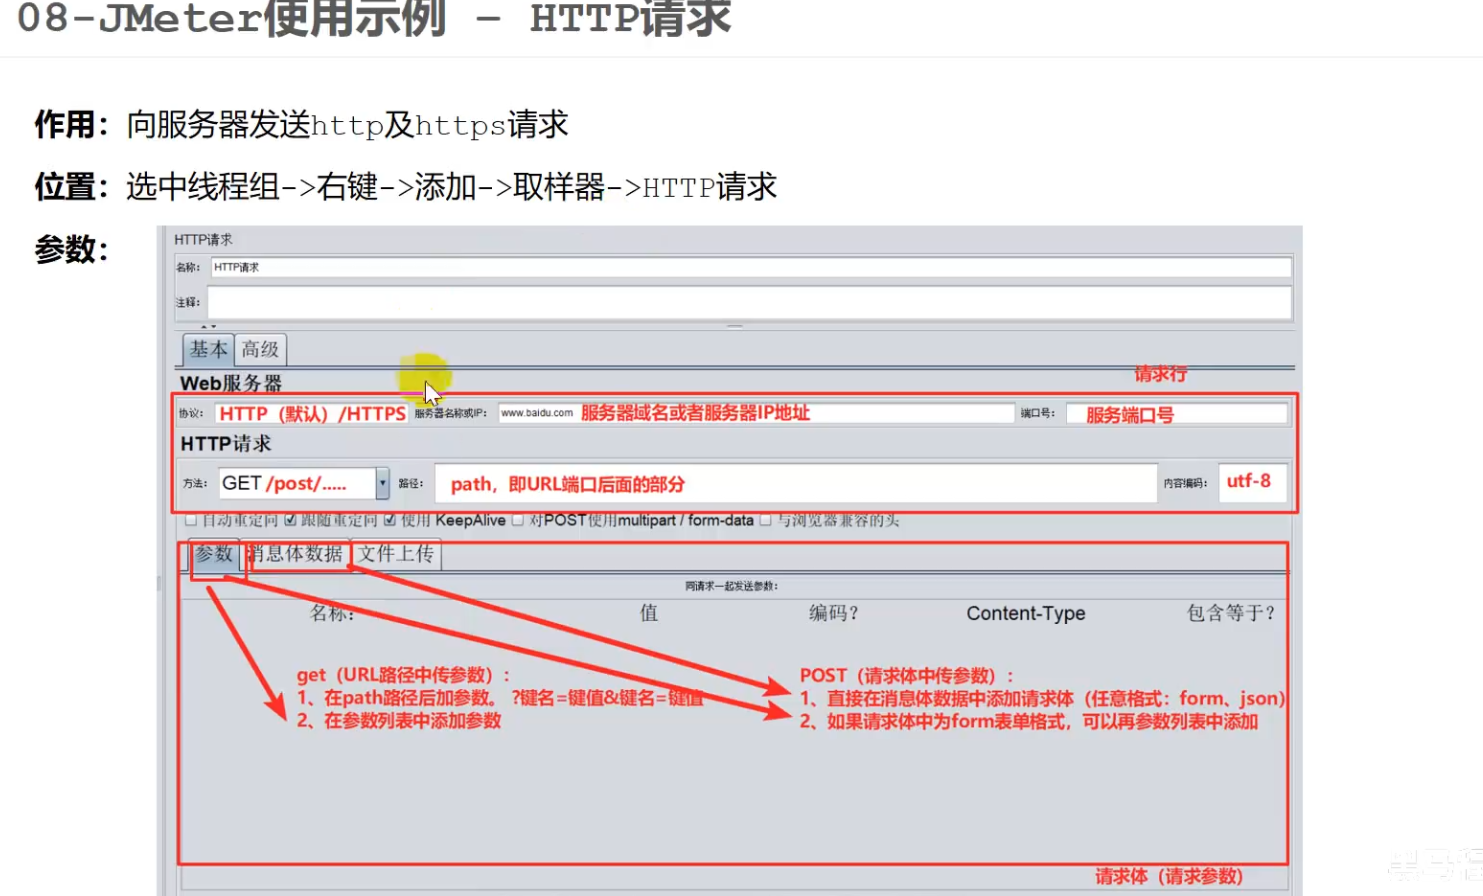 08-JMeter使用示例 - HTTP请求
作用：向服务器发送http及https请求
位置：选中线程组->右键->添加->取样器->HTTP请求
参数：
HTTP请求
名称： HTTP请求
注释：
基本 高级
请求行
Web服务器
协议： HTTP（默认）/HTTPS 服务器名称或IP： www.baidu.com 服务器域名或者服务器IP地址 端口号： 服务端口号
HTTP请求
方法： GET /post/..... 路径： path，即URL端口后面的部分 内容编码： utf-8
自动重定向 跟随重定向 使用 KeepAlive 对POST使用multipart / form-data 与浏览器兼容的头
参数 消息体数据 文件上传
同请求一起发送参数：
名称： 值 编码？ Content-Type 包含等于？
get（URL路径中传参数）： POST（请求体中传参数）：
1、在path路径后加参数。 ?键名=键值&键名=键值 1、直接在消息体数据中添加请求体（任意格式：form、json）
2、在参数列表中添加参数 2、如果请求体中为form表单格式，可以再参数列表中添加
请求体（请求参数）